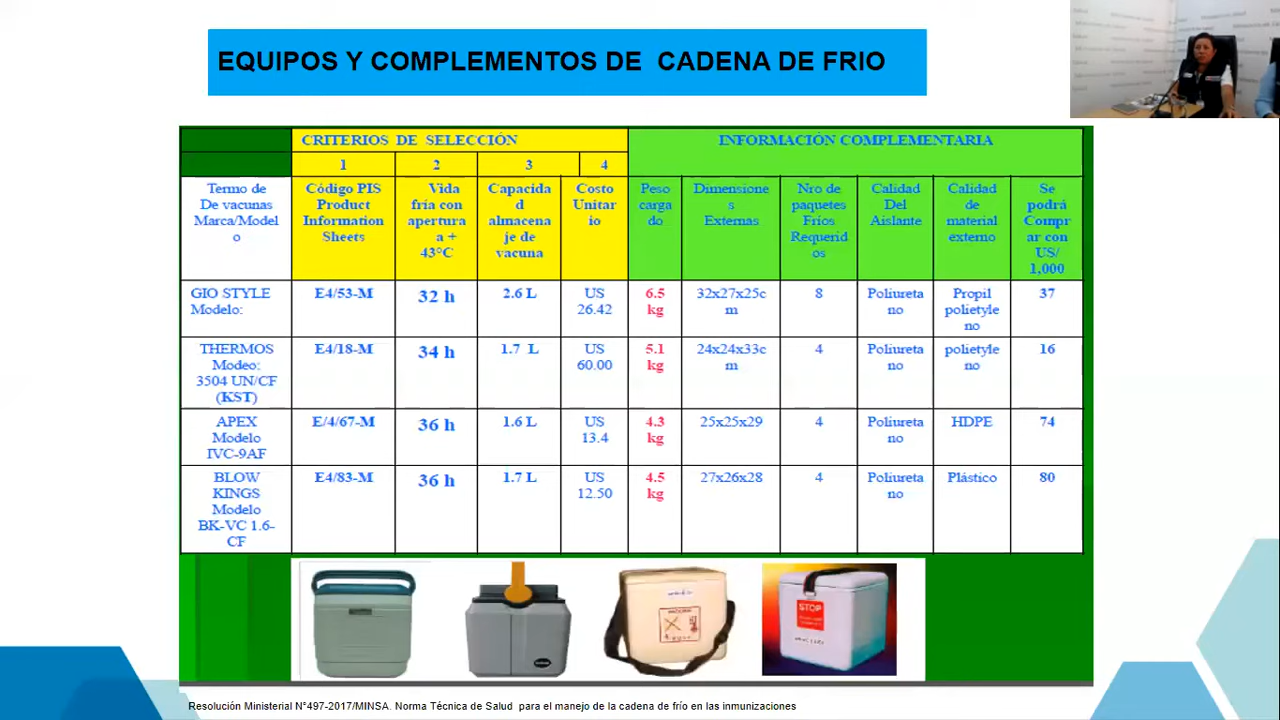 EQUIPOS Y COMPLEMENTOS DE CADENA DE FRIO
CRITERIOS DE SELECCIÓN
INFORMACIÓN COMPLEMENTARIA
1 2 3 4
Termo de
De vacunas
Marca/Model
o
Código PIS
Product
Information
Sheets
Vida
fría con
apertura
a +
43°C
Capacida
d
almacena
je de
vacuna
Costo
Unitar
io
Peso
carga
do
Dimensione
s
Externas
Nro de
paquetes
Fríos
Requerid
os
Calidad
Del
Aislante
Calidad
de
material
externo
Se
podrá
Compr
ar con
US/
1,000
GIO STYLE
Modelo:
E4/53-M
32 h
2.6 L
US
26.42
6.5
kg
32x27x25c
m
8
Poliureta
no
Propil
polietyle
no
37
THERMOS
Modeo:
3504 UN/CF
(KST)
E4/18-M
34 h
1.7 L
US
60.00
5.1
kg
24x24x33c
m
4
Poliureta
no
polietyle
no
16
APEX
Modelo
IVC-9AF
E/4/67-M
36 h
1.6 L
US
13.4
4.3
kg
25x25x29
4
Poliureta
no
HDPE
74
BLOW
KINGS
Modelo
BK-VC 1.6-
CF
E4/83-M
36 h
1.7 L
US
12.50
4.5
kg
27x26x28
4
Poliureta
no
Plástico
80
STOP
Resolución Ministerial N°497-2017/MINSA. Norma Técnica de Salud para el manejo de la cadena de frío en las inmunizaciones